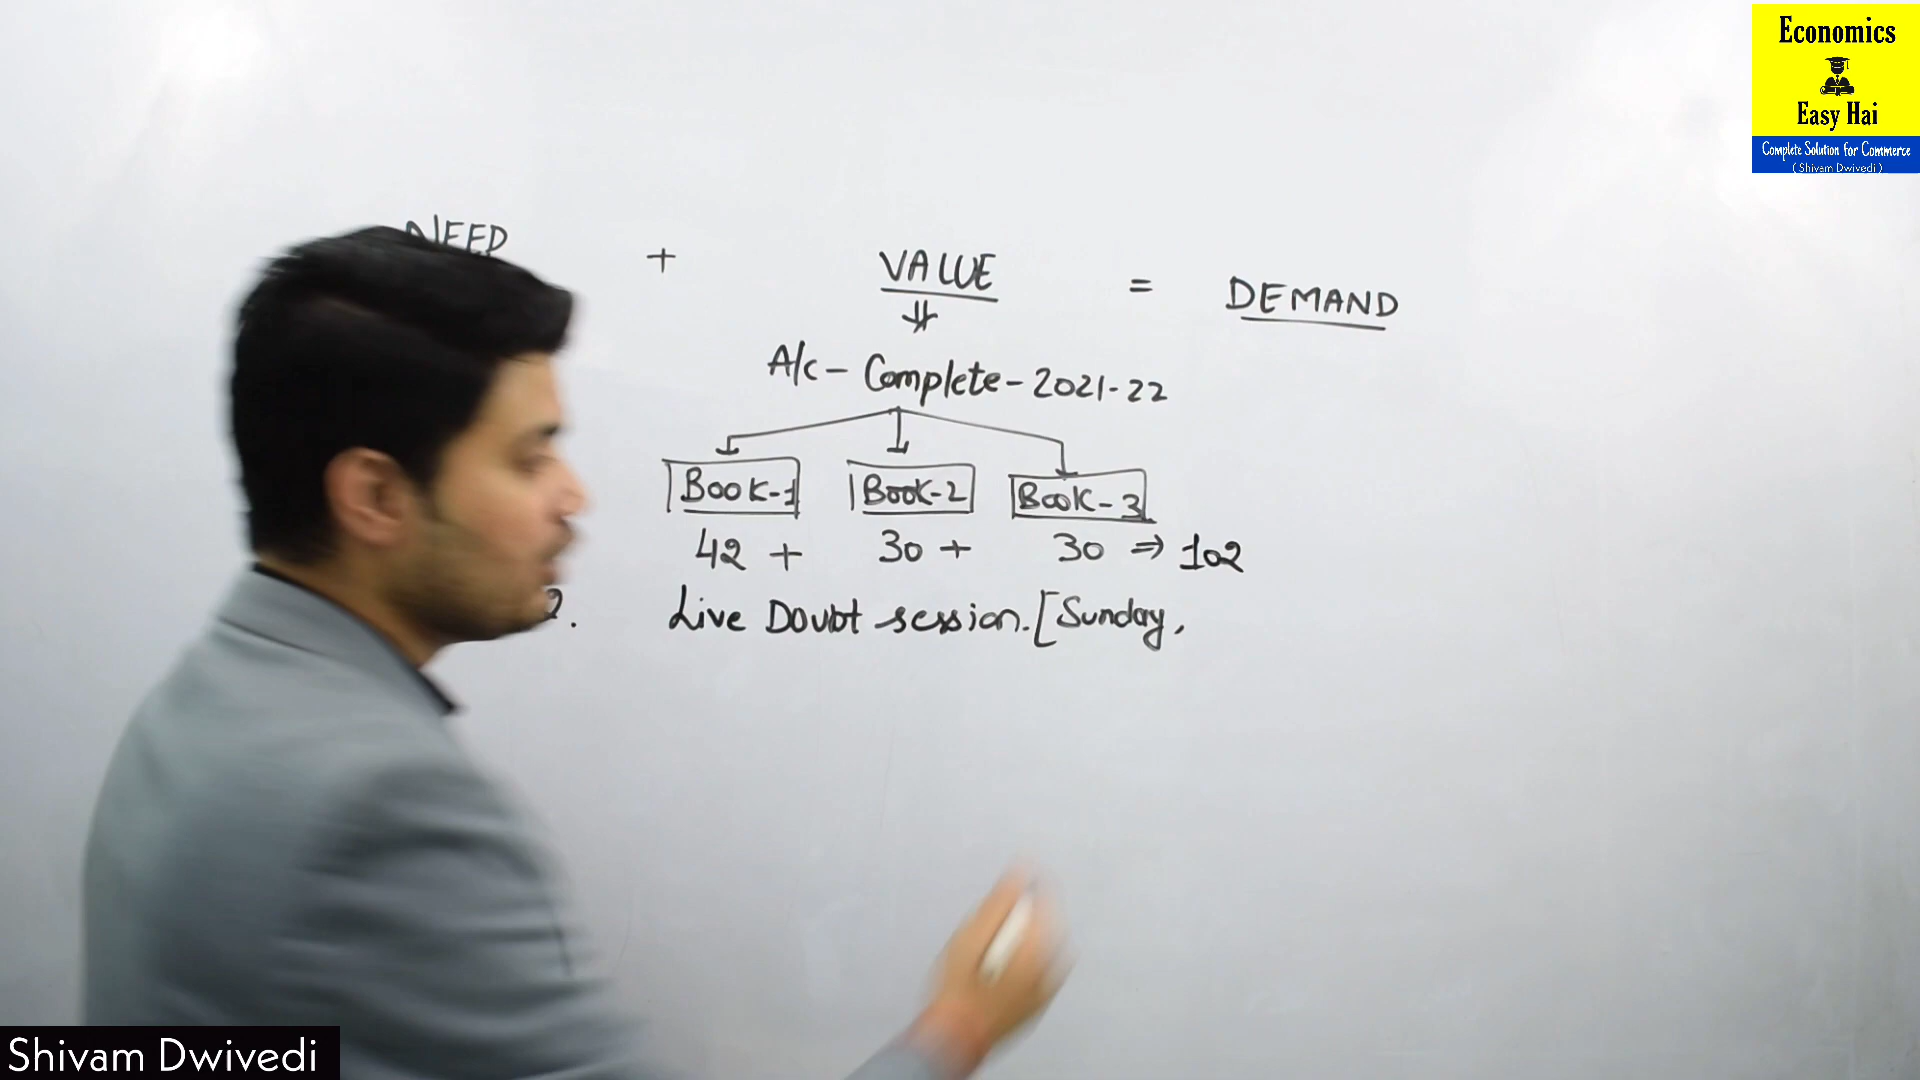 Economics
Easy Hai
Complete Solution for Commerce
(Shivam Dwivedi)
NEED + VALUE = DEMAND
A/c - Complete - 2021-22
Book-1 Book-2 Book-3
42 + 30 + 30 ⇒ 102
2. Live Doubt session. [Sunday,
Shivam Dwivedi